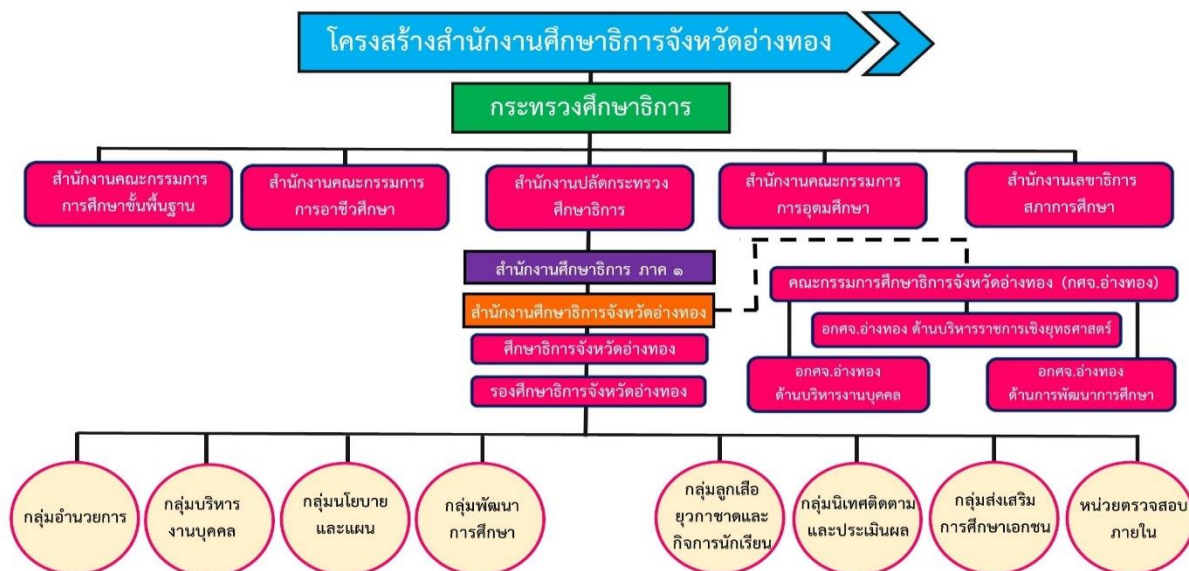 โครงสร้างสำนักงานศึกษาธิการจังหวัดอ่างทอง
กระทรวงศึกษาธิการ
สำนักงานคณะกรรมการ
การศึกษาขั้นพื้นฐาน
สำนักงานคณะกรรมการ
การอาชีวศึกษา
สำนักงานปลัดกระทรวง
ศึกษาธิการ
สำนักงานคณะกรรมการ
การอุดมศึกษา
สำนักงานเลขาธิการ
สภาการศึกษา
สำนักงานศึกษาธิการ ภาค ๑
สำนักงานศึกษาธิการจังหวัดอ่างทอง
ศึกษาธิการจังหวัดอ่างทอง
รองศึกษาธิการจังหวัดอ่างทอง
คณะกรรมการศึกษาธิการจังหวัดอ่างทอง (กศจ.อ่างทอง)
อกศจ.อ่างทอง ด้านบริหารราชการเชิงยุทธศาสตร์
อกศจ.อ่างทอง
ด้านบริหารงานบุคคล
อกศจ.อ่างทอง
ด้านการพัฒนาการศึกษา
กลุ่มอำนวยการ
กลุ่มบริหาร
งานบุคคล
กลุ่มนโยบาย
และแผน
กลุ่มพัฒนา
การศึกษา
กลุ่มลูกเสือ
ยุวกาชาดและ
กิจการนักเรียน
กลุ่มนิเทศติดตาม
และประเมินผล
กลุ่มส่งเสริม
การศึกษาเอกชน
หน่วยตรวจสอบ
ภายใน